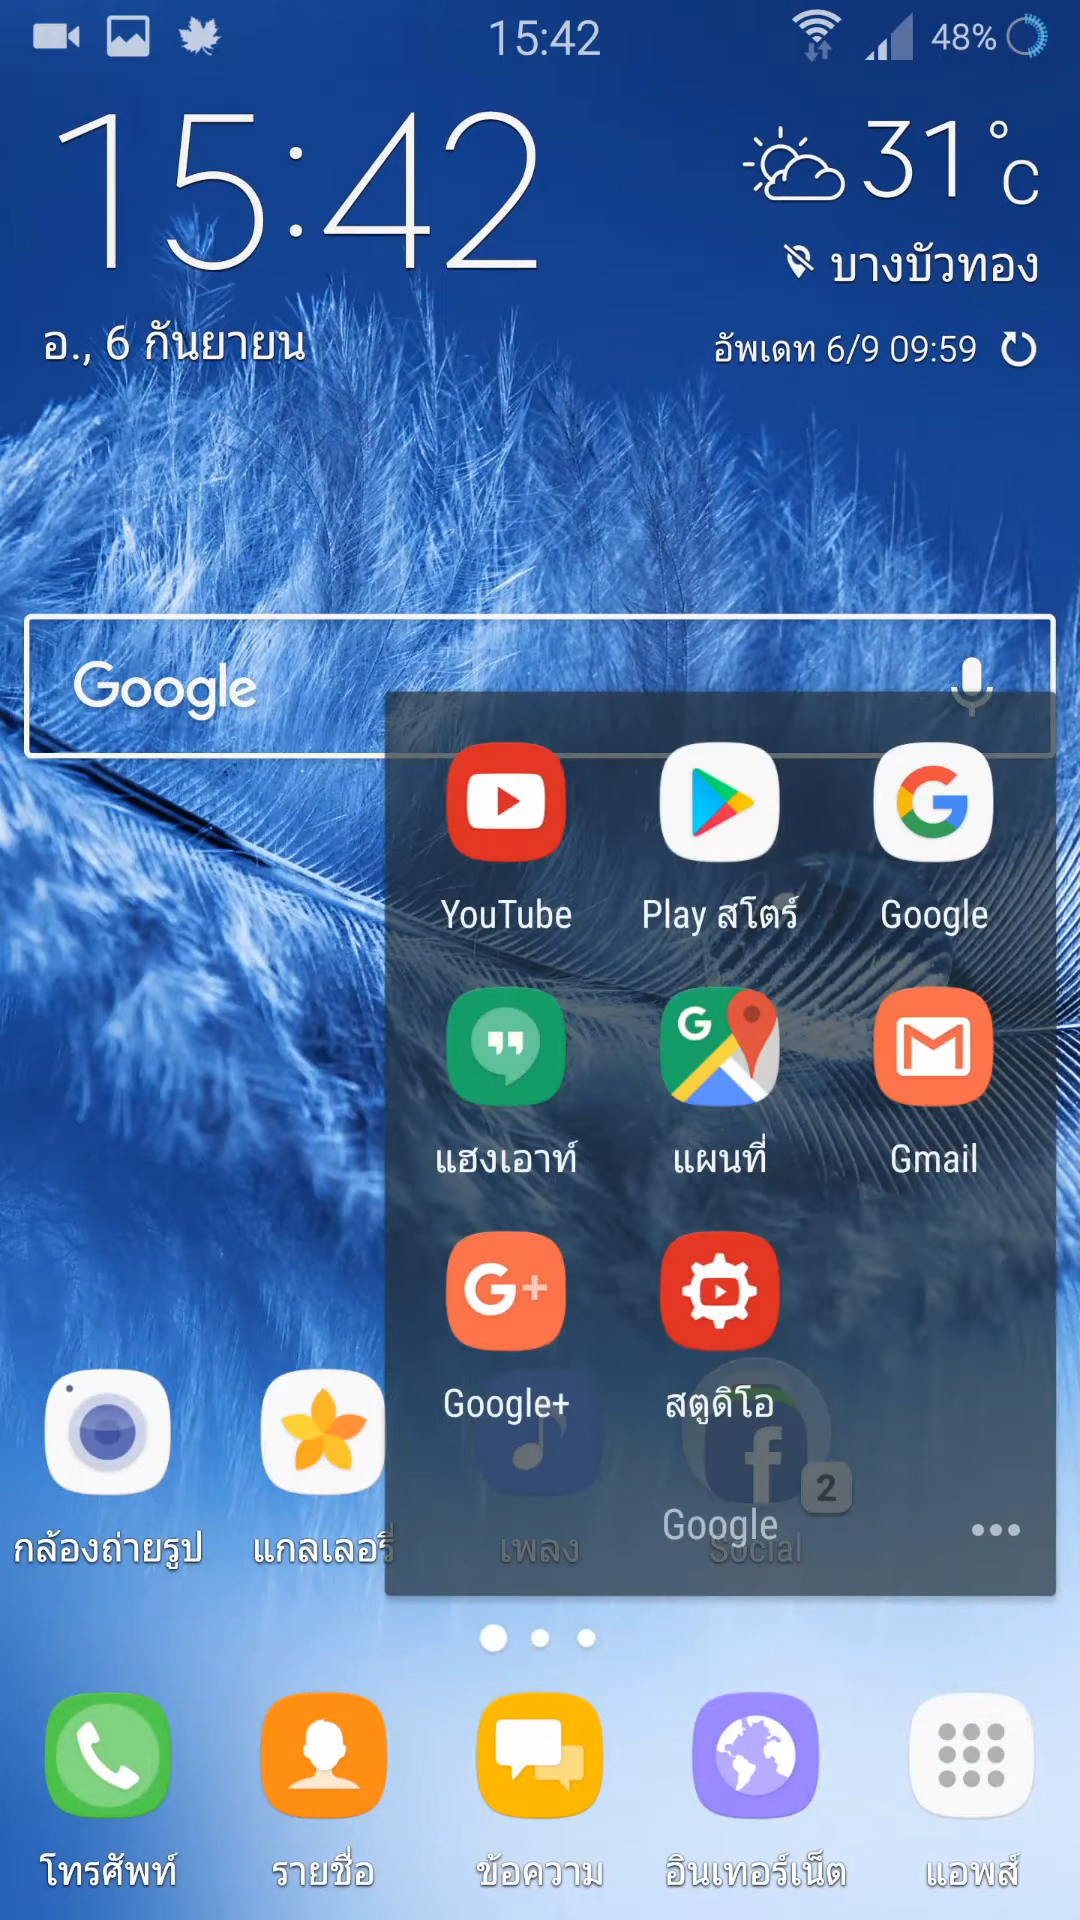 15:42 48%
15:42
31°C
บางบัวทอง
อ., 6 กันยายน
อัพเดท 6/9 09:59
Google
YouTube Play สโตร์ Google
แฮงเอาท์ แผนที่ Gmail
Google+ สตูดิโอ
2
Google
กล้องถ่ายรูป แกลเลอรี่ เพลง Social
โทรศัพท์ รายชื่อ ข้อความ อินเทอร์เน็ต แอพส์